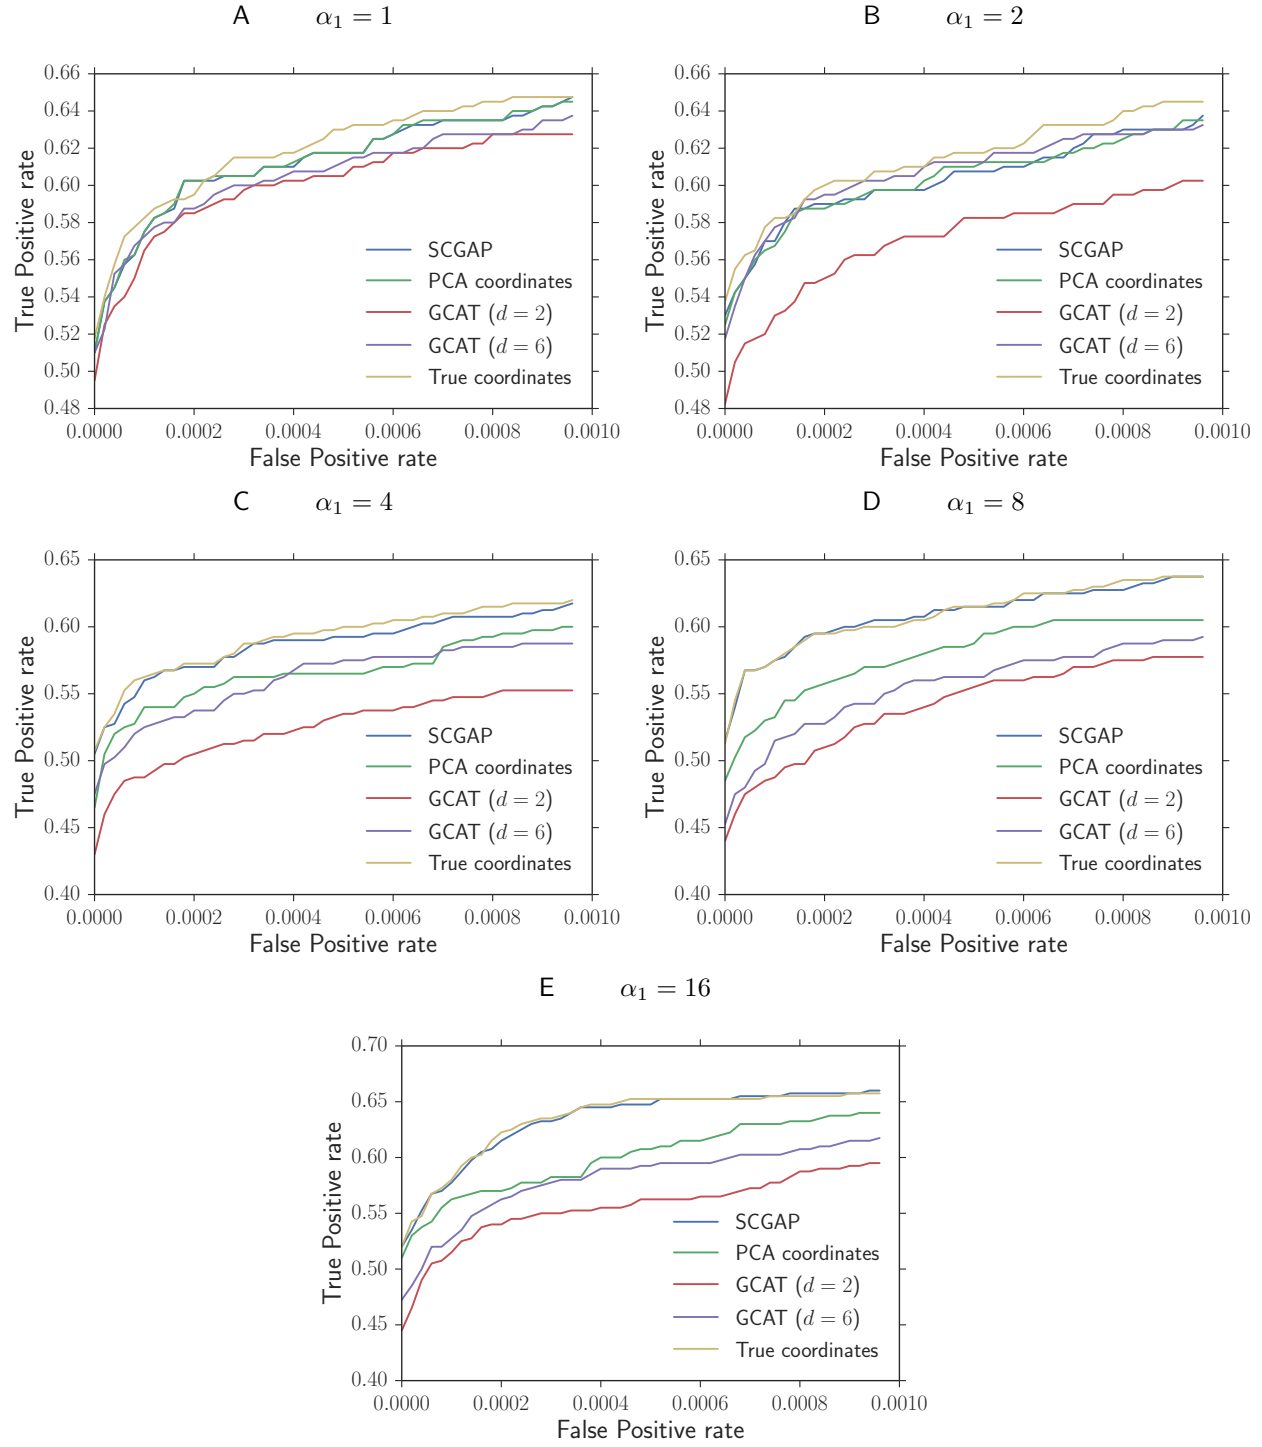 A α₁ = 1
0.66
0.64
0.62
0.60
0.58
0.56
0.54
0.52
0.50
0.48
True Positive rate
SCGAP
PCA coordinates
GCAT (d = 2)
GCAT (d = 6)
True coordinates
0.0000 0.0002 0.0004 0.0006 0.0008 0.0010
False Positive rate
B α₁ = 2
0.66
0.64
0.62
0.60
0.58
0.56
0.54
0.52
0.50
0.48
True Positive rate
SCGAP
PCA coordinates
GCAT (d = 2)
GCAT (d = 6)
True coordinates
0.0000 0.0002 0.0004 0.0006 0.0008 0.0010
False Positive rate
C α₁ = 4
0.65
0.60
0.55
0.50
0.45
0.40
True Positive rate
SCGAP
PCA coordinates
GCAT (d = 2)
GCAT (d = 6)
True coordinates
0.0000 0.0002 0.0004 0.0006 0.0008 0.0010
False Positive rate
D α₁ = 8
0.65
0.60
0.55
0.50
0.45
0.40
True Positive rate
SCGAP
PCA coordinates
GCAT (d = 2)
GCAT (d = 6)
True coordinates
0.0000 0.0002 0.0004 0.0006 0.0008 0.0010
False Positive rate
E α₁ = 16
0.70
0.65
0.60
0.55
0.50
0.45
0.40
True Positive rate
SCGAP
PCA coordinates
GCAT (d = 2)
GCAT (d = 6)
True coordinates
0.0000 0.0002 0.0004 0.0006 0.0008 0.0010
False Positive rate